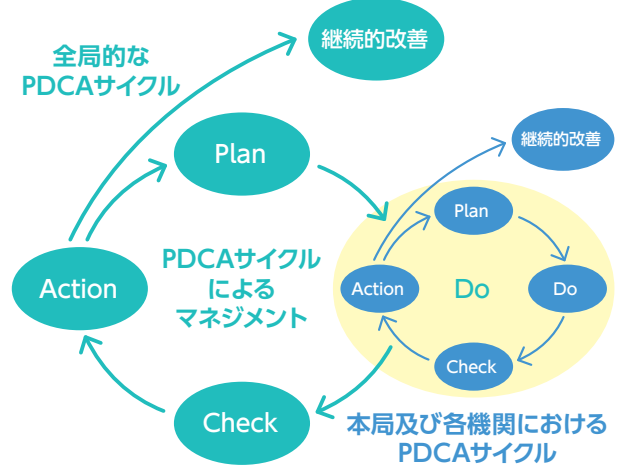 継続的改善
全局的な
PDCAサイクル
Plan
継続的改善
Plan
PDCAサイクル
による
マネジメント
Action
Action
Do
Do
Check
Check
本局及び各機関における
PDCAサイクル